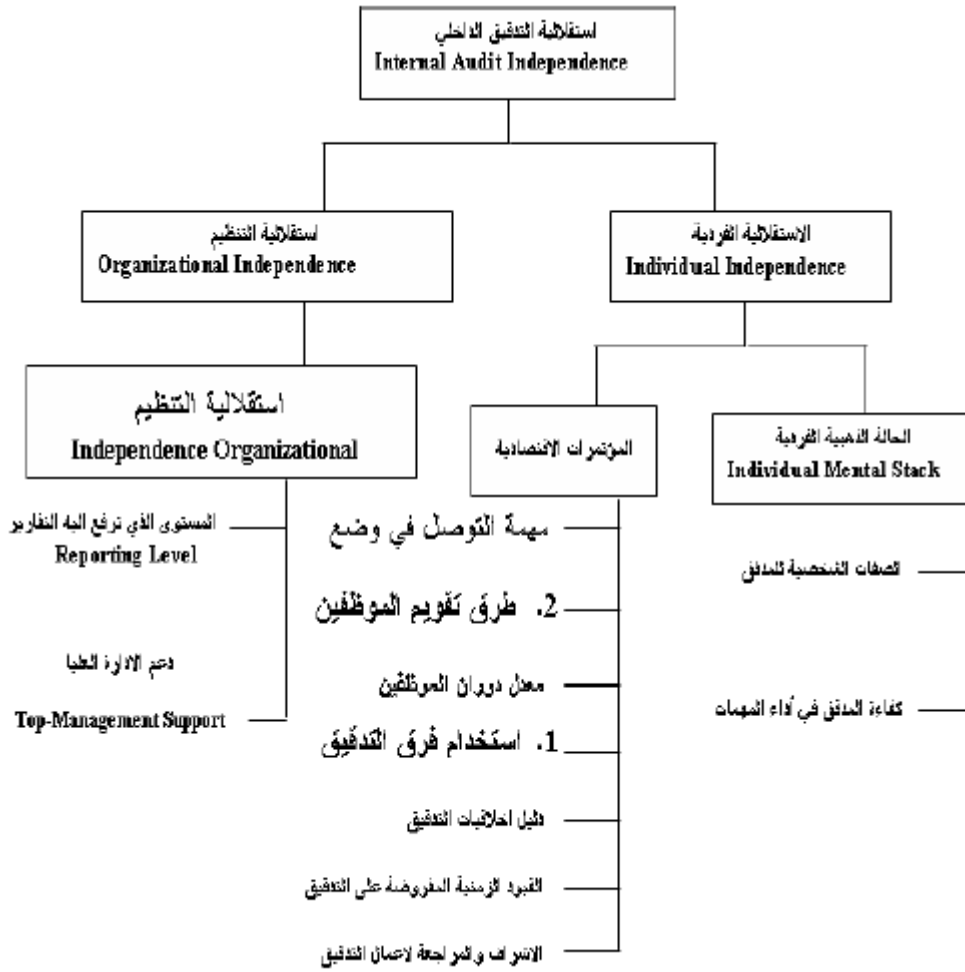 استقلالية التدقيق الداخلي
Internal Audit Independence
استقلالية التنظيم
Organizational Independence
الاستقلالية الفردية
Individual Independence
استقلالية التنظيم
Independence Organizational
المؤتمرات الاقتصادية
الحالة الذهبية الفردية
Individual Mental Stack
المستوى الذي ترفع اليه التقارير
Reporting Level
دعم الادارة العليا
Top-Management Support
مهمة التوصل في وضع
2. طرق تقويم الموظفين
معدل دوران الموظفين
1. استخدام فرق التدقيق
دليل اخلاقيات التدقيق
القيود الزمنية المفروضة على التدقيق
الاشراف والمراجعة لاعمال التدقيق
الصفات الشخصية للمدقق
كفاءة المدقق في أداء المهمات